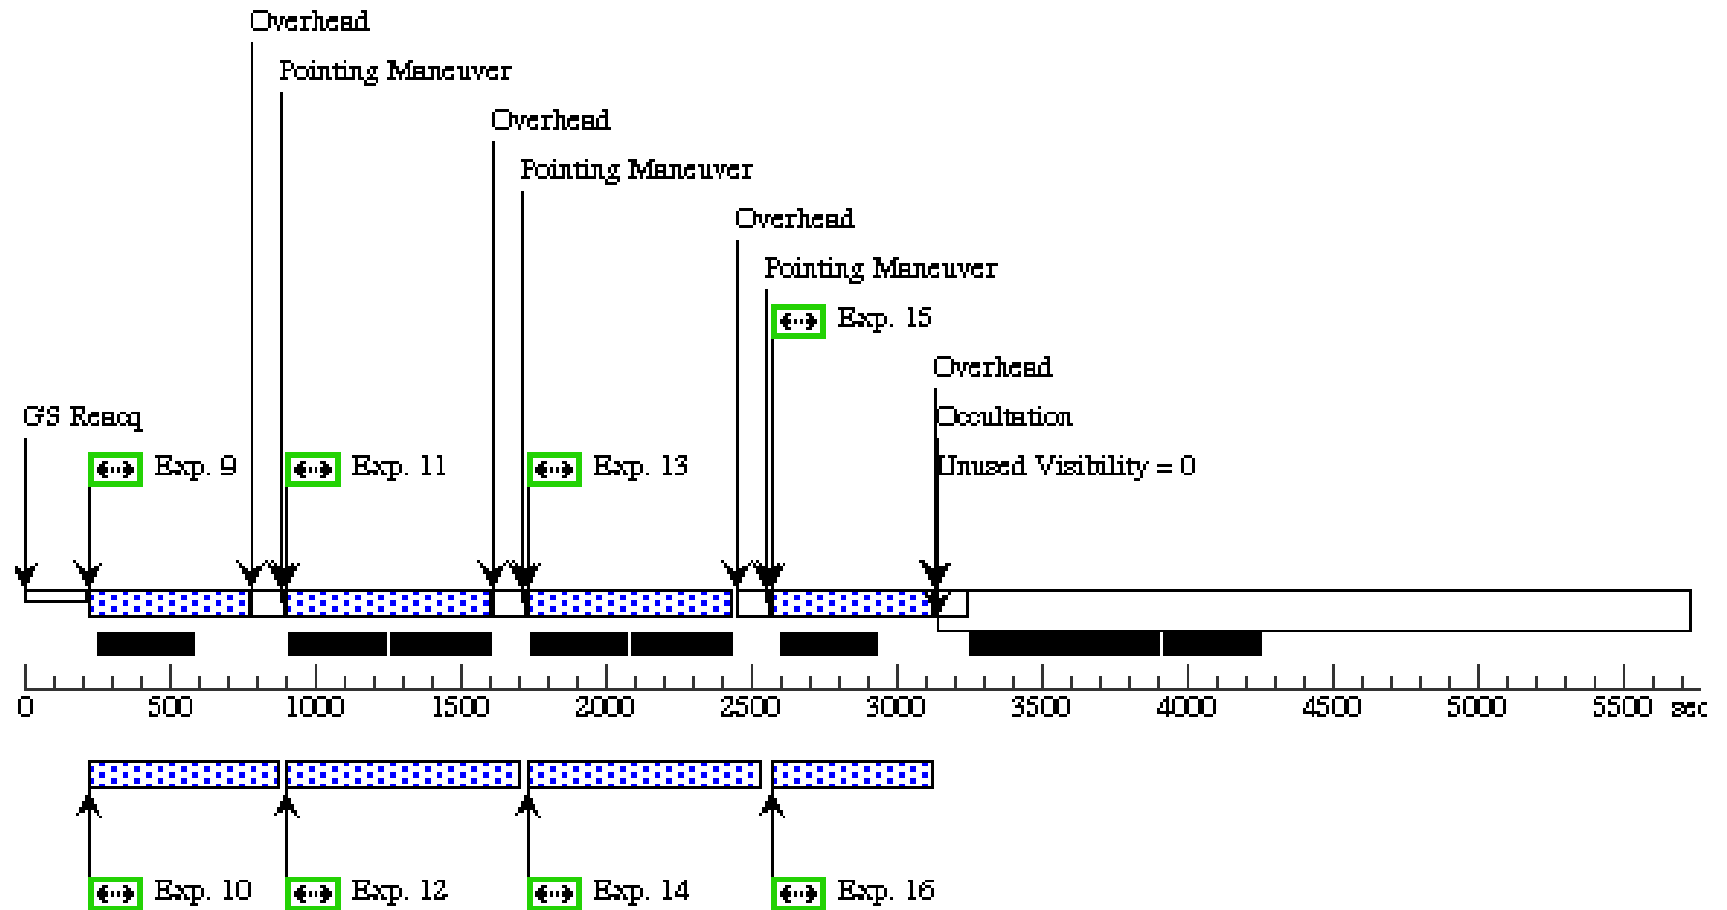 Overhead
Pointing Maneuver
Overhead
Pointing Maneuver
Overhead
Pointing Maneuver
Exp. 15
Overhead
GS Reacq
Occultation
Exp. 9
Exp. 11
Exp. 13
Unused Visibility = 0
0 500 1000 1500 2000 2500 3000 3500 4000 4500 5000 5500 sec
Exp. 10
Exp. 12
Exp. 14
Exp. 16